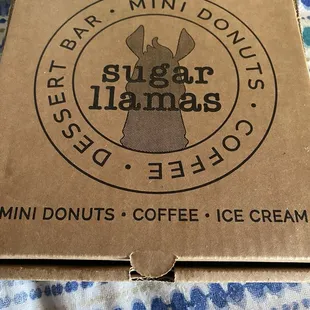 DESSERT BAR · MINI DONUTS · COFFEE ·
sugar
llamas
MINI DONUTS · COFFEE · ICE CREAM